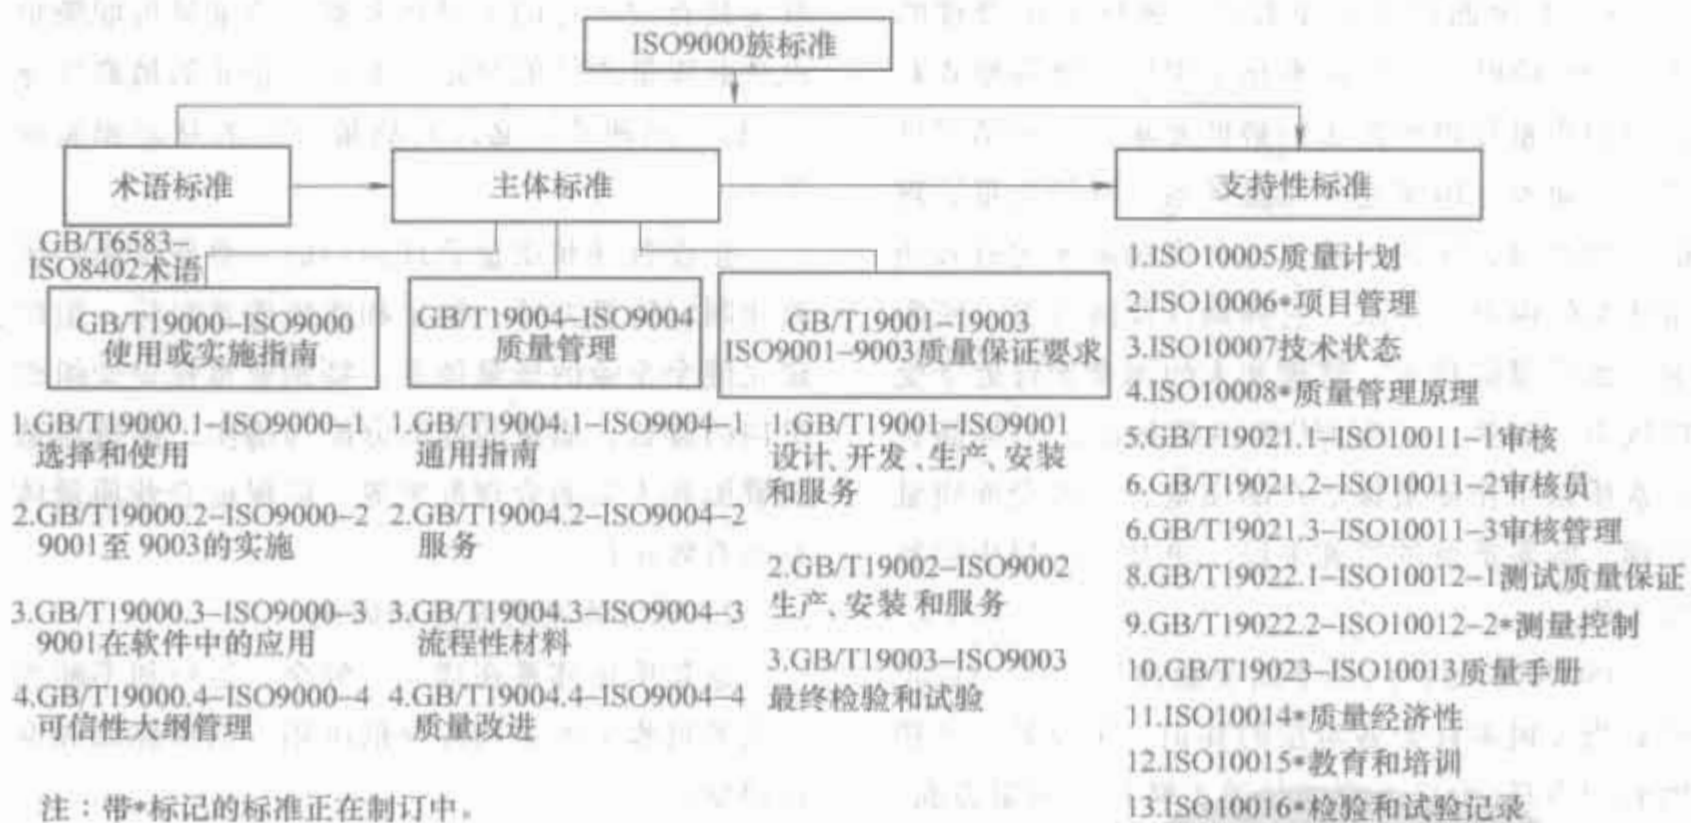 ISO9000族标准
术语标准
主体标准
支持性标准
GB/T6583–
ISO8402术语
GB/T19000–ISO9000
使用或实施指南
GB/T19004–ISO9004
质量管理
GB/T19001–19003
ISO9001–9003质量保证要求
1.GB/T19000.1–ISO9000–1
选择和使用
2.GB/T19000.2–ISO9000–2
9001至 9003的实施
3.GB/T19000.3–ISO9000–3
9001在软件中的应用
4.GB/T19000.4–ISO9000–4
可信性大纲管理
1.GB/T19004.1–ISO9004–1
通用指南
2.GB/T19004.2–ISO9004–2
服务
3.GB/T19004.3–ISO9004–3
流程性材料
4.GB/T19004.4–ISO9004–4
质量改进
1.GB/T19001–ISO9001
设计、开发、生产、安装
和服务
2.GB/T19002–ISO9002
生产、安装 和服务
3.GB/T19003–ISO9003
最终检验和试验
1.ISO10005质量计划
2.ISO10006*项目管理
3.ISO10007技术状态
4.ISO10008*质量管理原理
5.GB/T19021.1–ISO10011–1审核
6.GB/T19021.2–ISO10011–2审核员
6.GB/T19021.3–ISO10011–3审核管理
8.GB/T19022.1–ISO10012–1测试质量保证
9.GB/T19022.2–ISO10012–2*测量控制
10.GB/T19023–ISO10013质量手册
11.ISO10014*质量经济性
12.ISO10015*教育和培训
13.ISO10016*检验和试验记录
注：带*标记的标准正在制订中。